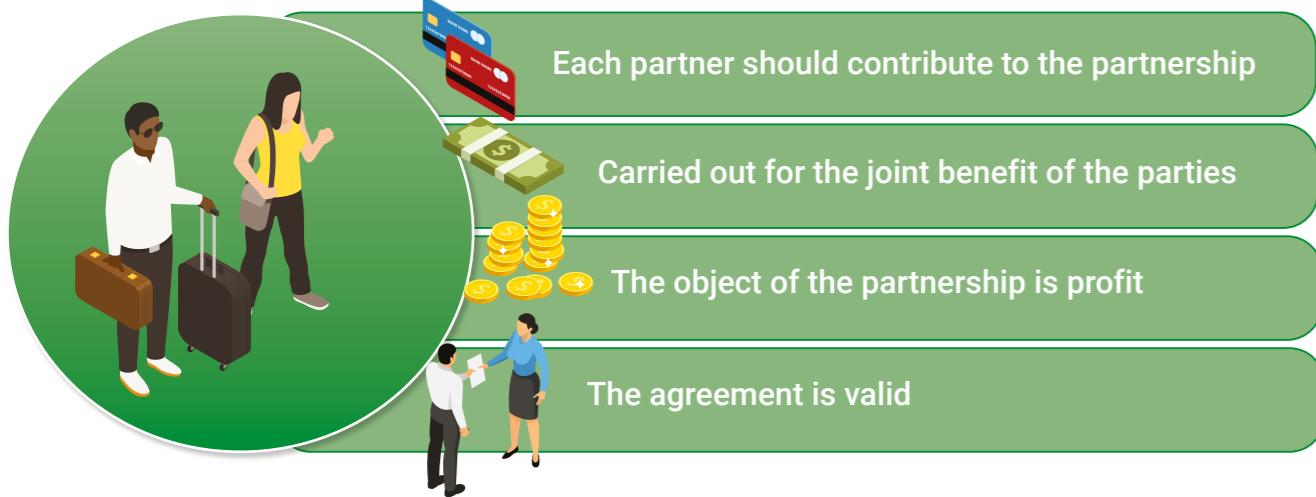 Each partner should contribute to the partnership
Carried out for the joint benefit of the parties
The object of the partnership is profit
The agreement is valid